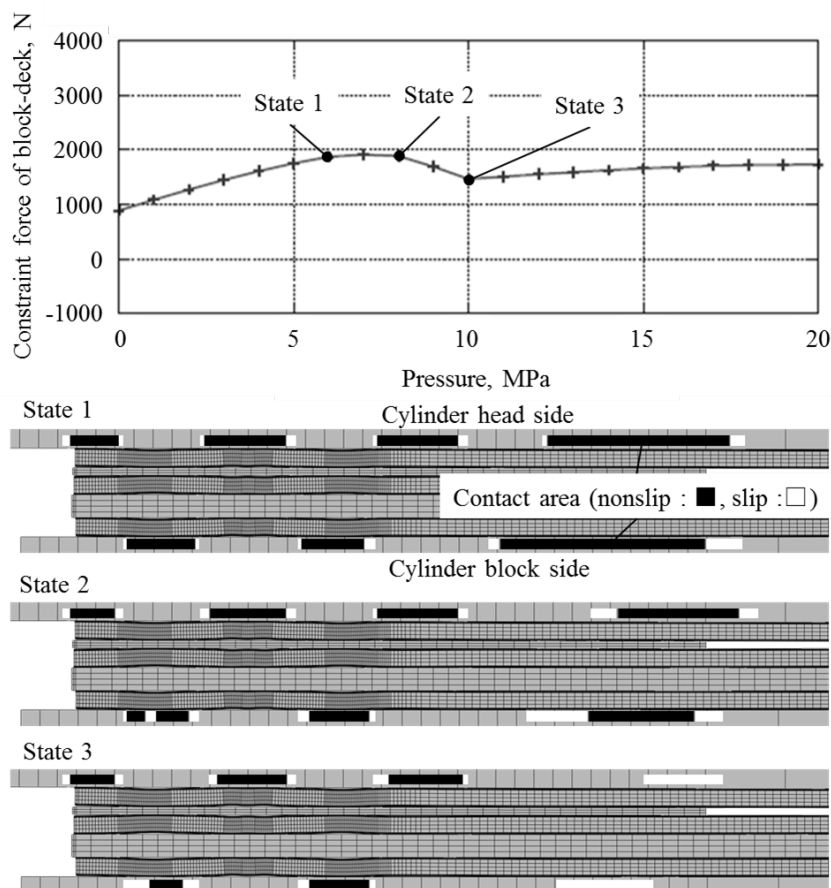 Constraint force of block-deck, N
4000
3000
2000
1000
0
-1000
State 1
State 2
State 3
0 5 10 15 20
Pressure, MPa
State 1
Cylinder head side
Contact area (nonslip : ■, slip :□)
Cylinder block side
State 2
State 3